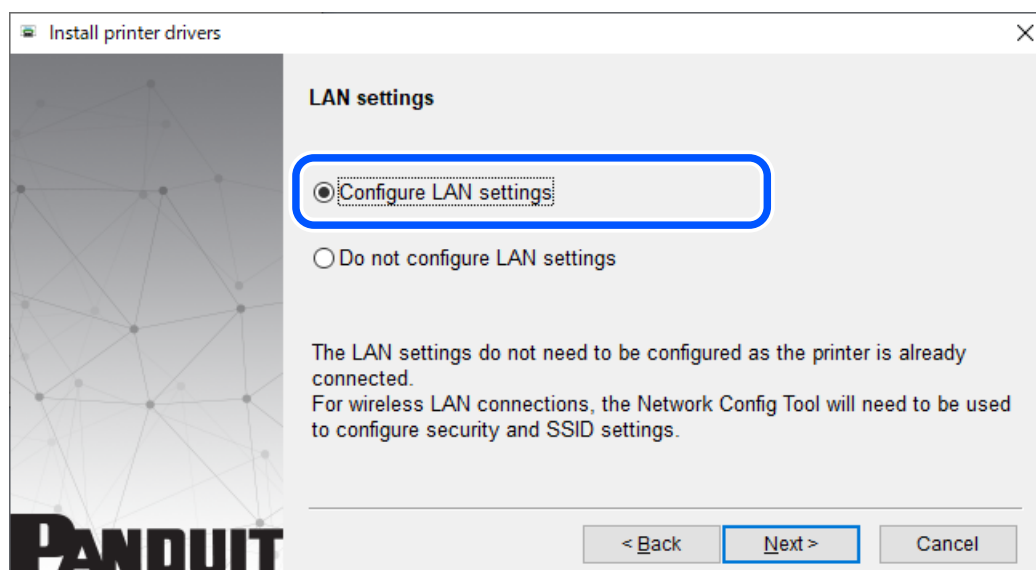 Install printer drivers
LAN settings
Configure LAN settings
Do not configure LAN settings
The LAN settings do not need to be configured as the printer is already
connected.
For wireless LAN connections, the Network Config Tool will need to be used
to configure security and SSID settings.
PANDUIT
< Back
Next >
Cancel